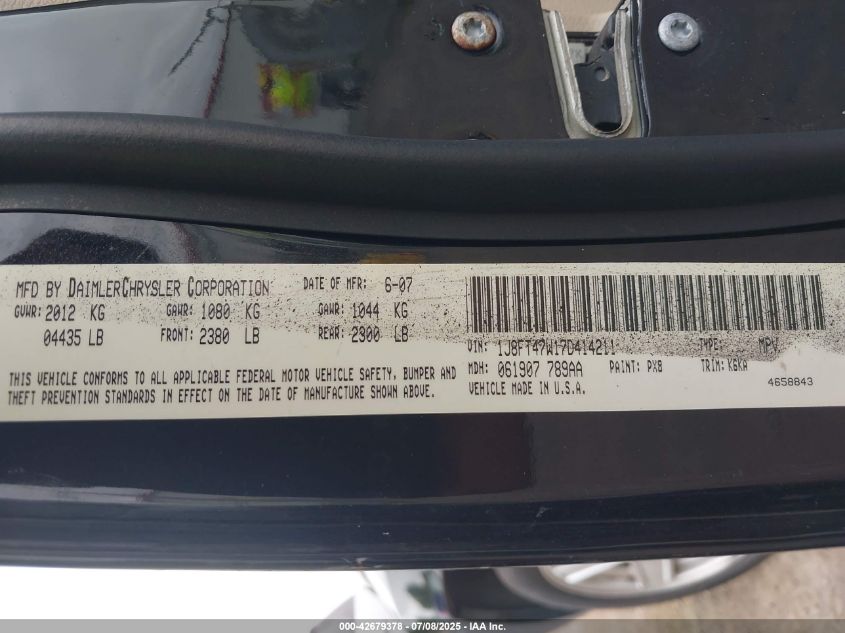 MFD BY DAIMLERCHRYSLER CORPORATION DATE OF MFR: 6-07
GVWR: 2012 KG GAWR: 1080 KG GAWR: 1044 KG
04435 LB FRONT: 2380 LB REAR: 2300 LB
VIN: 1J8FT47W17D414211 TYPE: MPV
MDH: 061907 789AA PAINT: PXB TRIM: K6KA
THIS VEHICLE CONFORMS TO ALL APPLICABLE FEDERAL MOTOR VEHICLE SAFETY, BUMPER AND
THEFT PREVENTION STANDARDS IN EFFECT ON THE DATE OF MANUFACTURE SHOWN ABOVE.
VEHICLE MADE IN U.S.A.
4658843
000-42679378 - 07/08/2025 - IAA Inc.